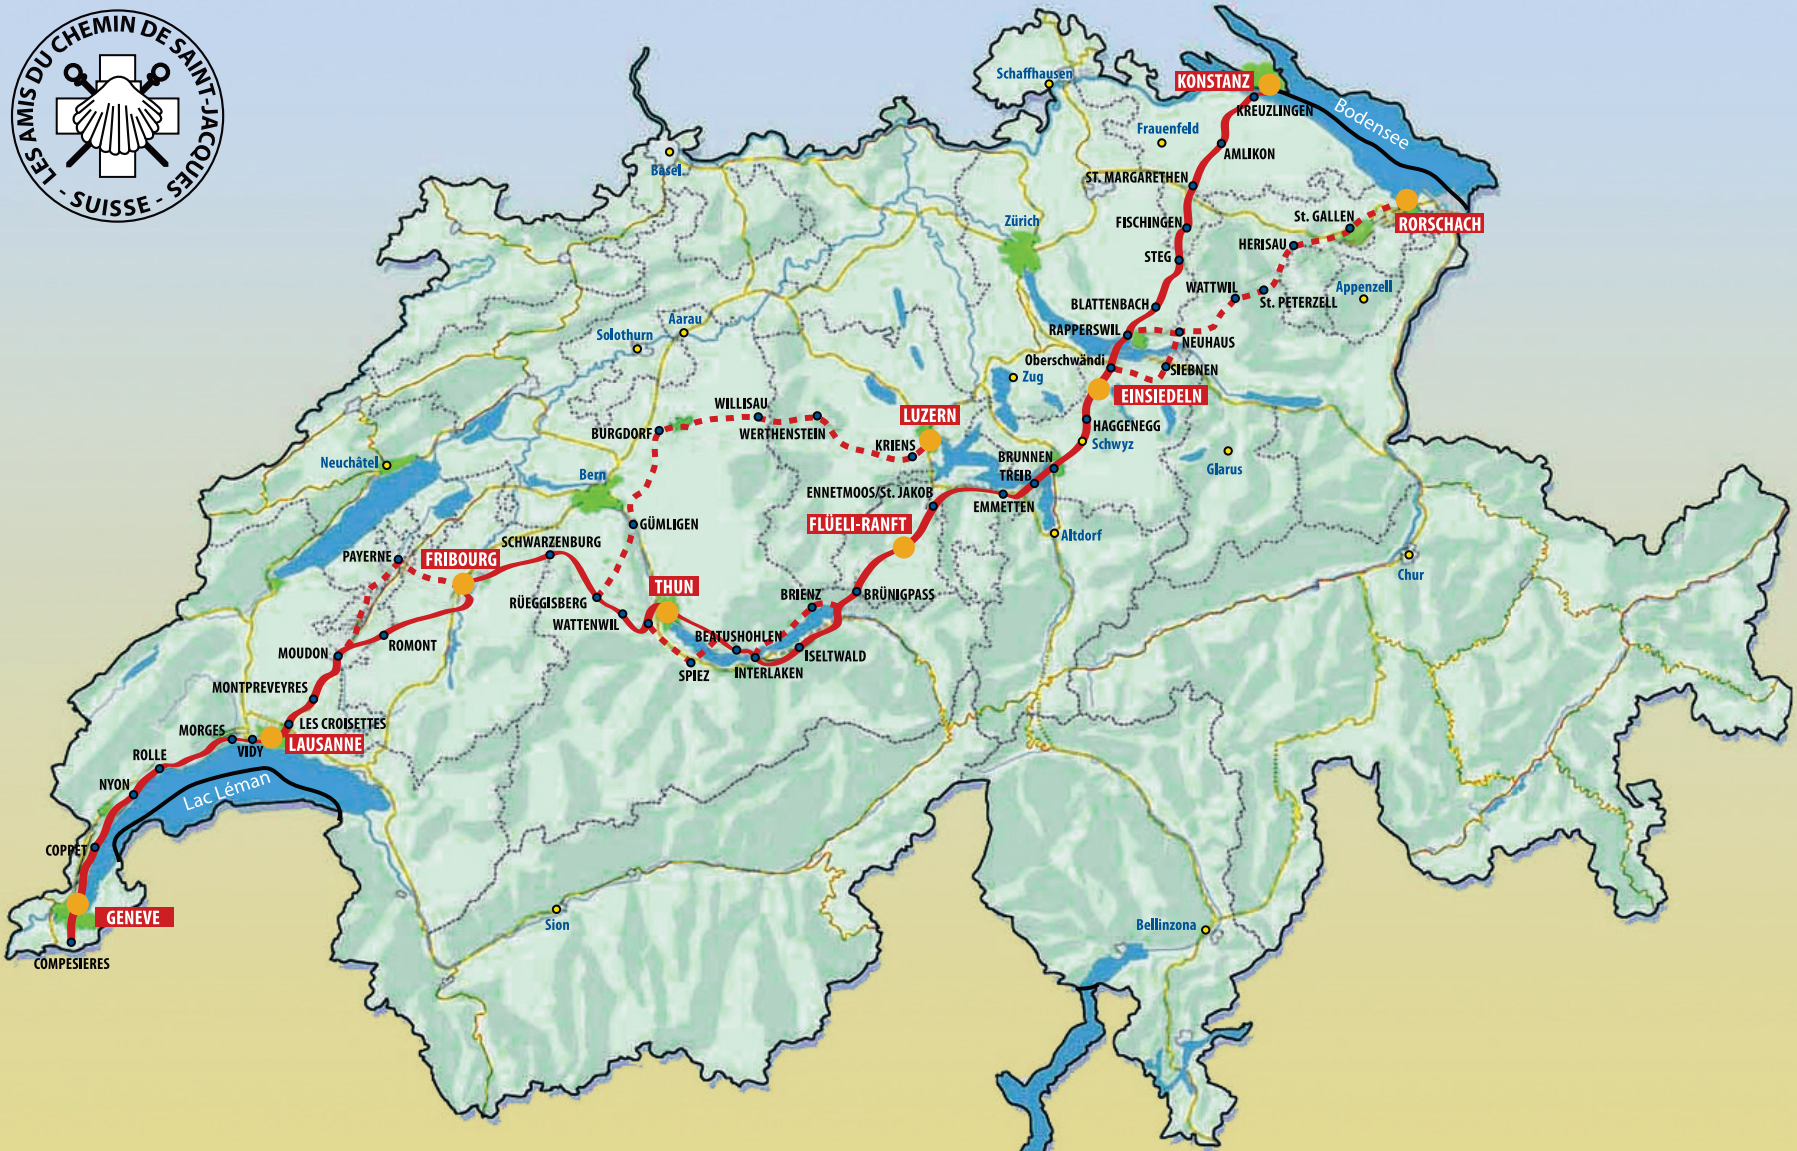 LES AMIS DU CHEMIN DE SAINT-JACQUES - SUISSE -
Schaffhausen
KONSTANZ
KREUZLINGEN
Bodensee
Frauenfeld
AMLIKON
Basel
ST. MARGARETHEN
Zürich
FISCHINGEN
St. GALLEN
RORSCHACH
HERISAU
STEG
WATTWIL
Appenzell
St. PETERZELL
BLATTENBACH
Aarau
Solothurn
RAPPERSWIL
NEUHAUS
Oberschwändi
SIEBNEN
Zug
EINSIEDELN
WILLISAU
LUZERN
HAGGENEGG
BURGDORF
WERTHENSTEIN
KRIENS
Schwyz
BRUNNEN
Neuchâtel
Bern
TREIB
Glarus
ENNETMOOS/St. JAKOB
EMMETTEN
GÜMLIGEN
FLÜELI-RANFT
Altdorf
SCHWARZENBURG
PAYERNE
FRIBOURG
Chur
THUN
BRIENZ
BRÜNIGPASS
RÜEGGISBERG
WATTENWIL
BEATUSHOHLEN
ROMONT
MOUDON
ISELTWALD
SPIEZ
INTERLAKEN
MONTPREVEYRES
LES CROISETTES
MORGES
VIDY
LAUSANNE
ROLLE
NYON
Lac Léman
COPPET
GENEVE
Sion
Bellinzona
COMPESIERES